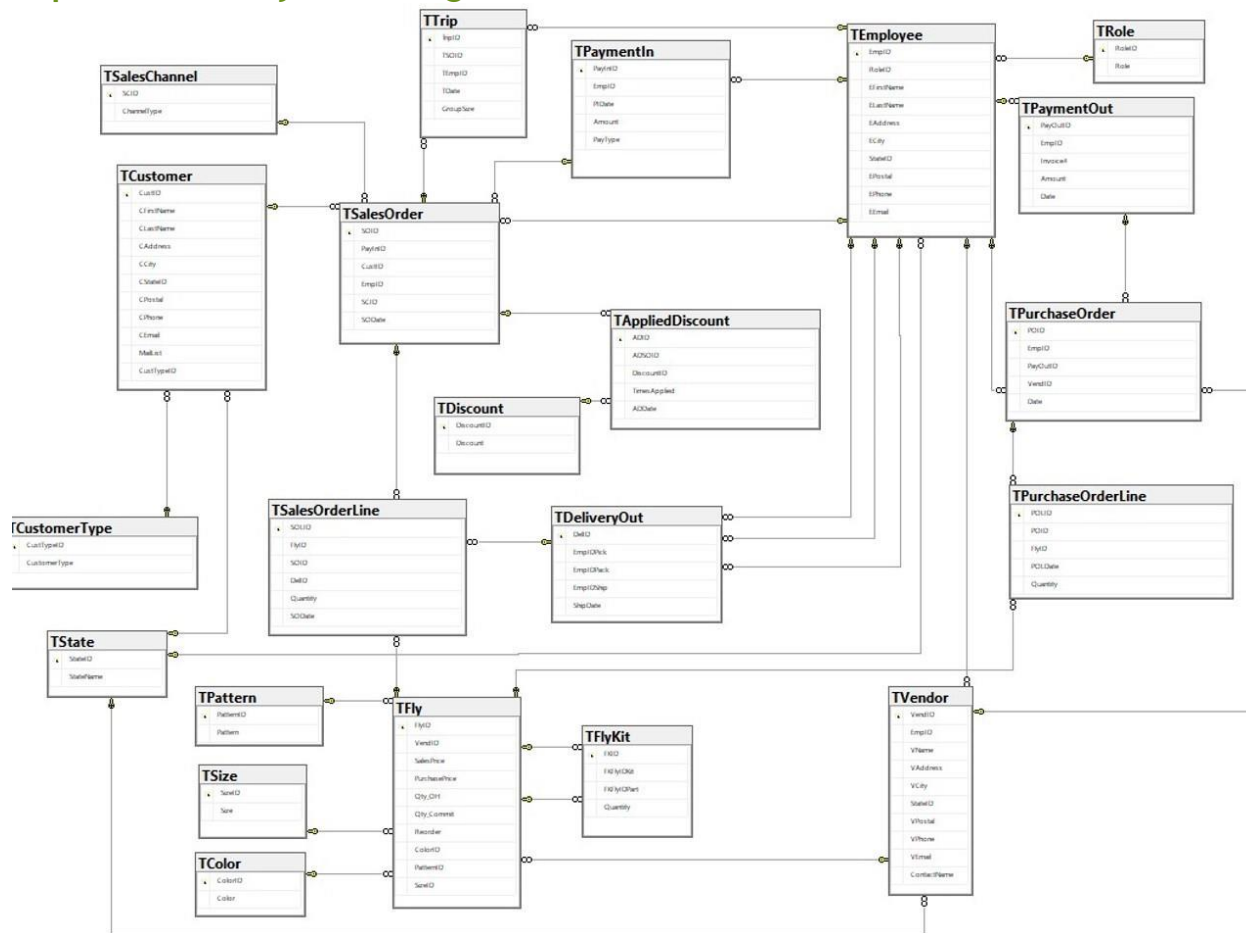 TTrip
TripID
TSOID
TEmpID
TDate
GroupSize
TPaymentIn
PayInID
EmpID
PIDate
Amount
PayType
TEmployee
EmpID
RoleID
EFirstName
ELastName
EAddress
ECity
StateID
EPostal
EPhone
EEmail
TRole
RoleID
Role
TSalesChannel
SCID
ChannelType
TPaymentOut
PayOutID
EmpID
Invoice#
Amount
Date
TCustomer
CustID
CFirstName
CLastName
CAddress
CCity
CStateID
CPostal
CPhone
CEmail
MailList
CustTypeID
TSalesOrder
SOID
PayInID
CustID
EmpID
SCID
SODate
TAppliedDiscount
ADID
ADSOID
DiscountID
TimesApplied
ADDate
TPurchaseOrder
POID
EmpID
PayOutID
VendID
Date
TDiscount
DiscountID
Discount
TCustomerType
CustTypeID
CustomerType
TSalesOrderLine
SOLID
FlyID
SOID
DelID
Quantity
SODate
TDeliveryOut
DelID
EmpIDPick
EmpIDPack
EmpIDShip
ShipDate
TPurchaseOrderLine
POLID
POID
FlyID
POLDate
Quantity
TState
StateID
StateName
TPattern
PatternID
Pattern
TFly
FlyID
VendID
SalesPrice
PurchasePrice
Qty_OH
Qty_Commit
Reorder
ColorID
PatternID
SizeID
TFlyKit
FKID
FKFlyIDKit
FKFlyIDPart
Quantity
TVendor
VendID
EmpID
VName
VAddress
VCity
StateID
VPostal
VPhone
VEmail
ContactName
TSize
SizeID
Size
TColor
ColorID
Color